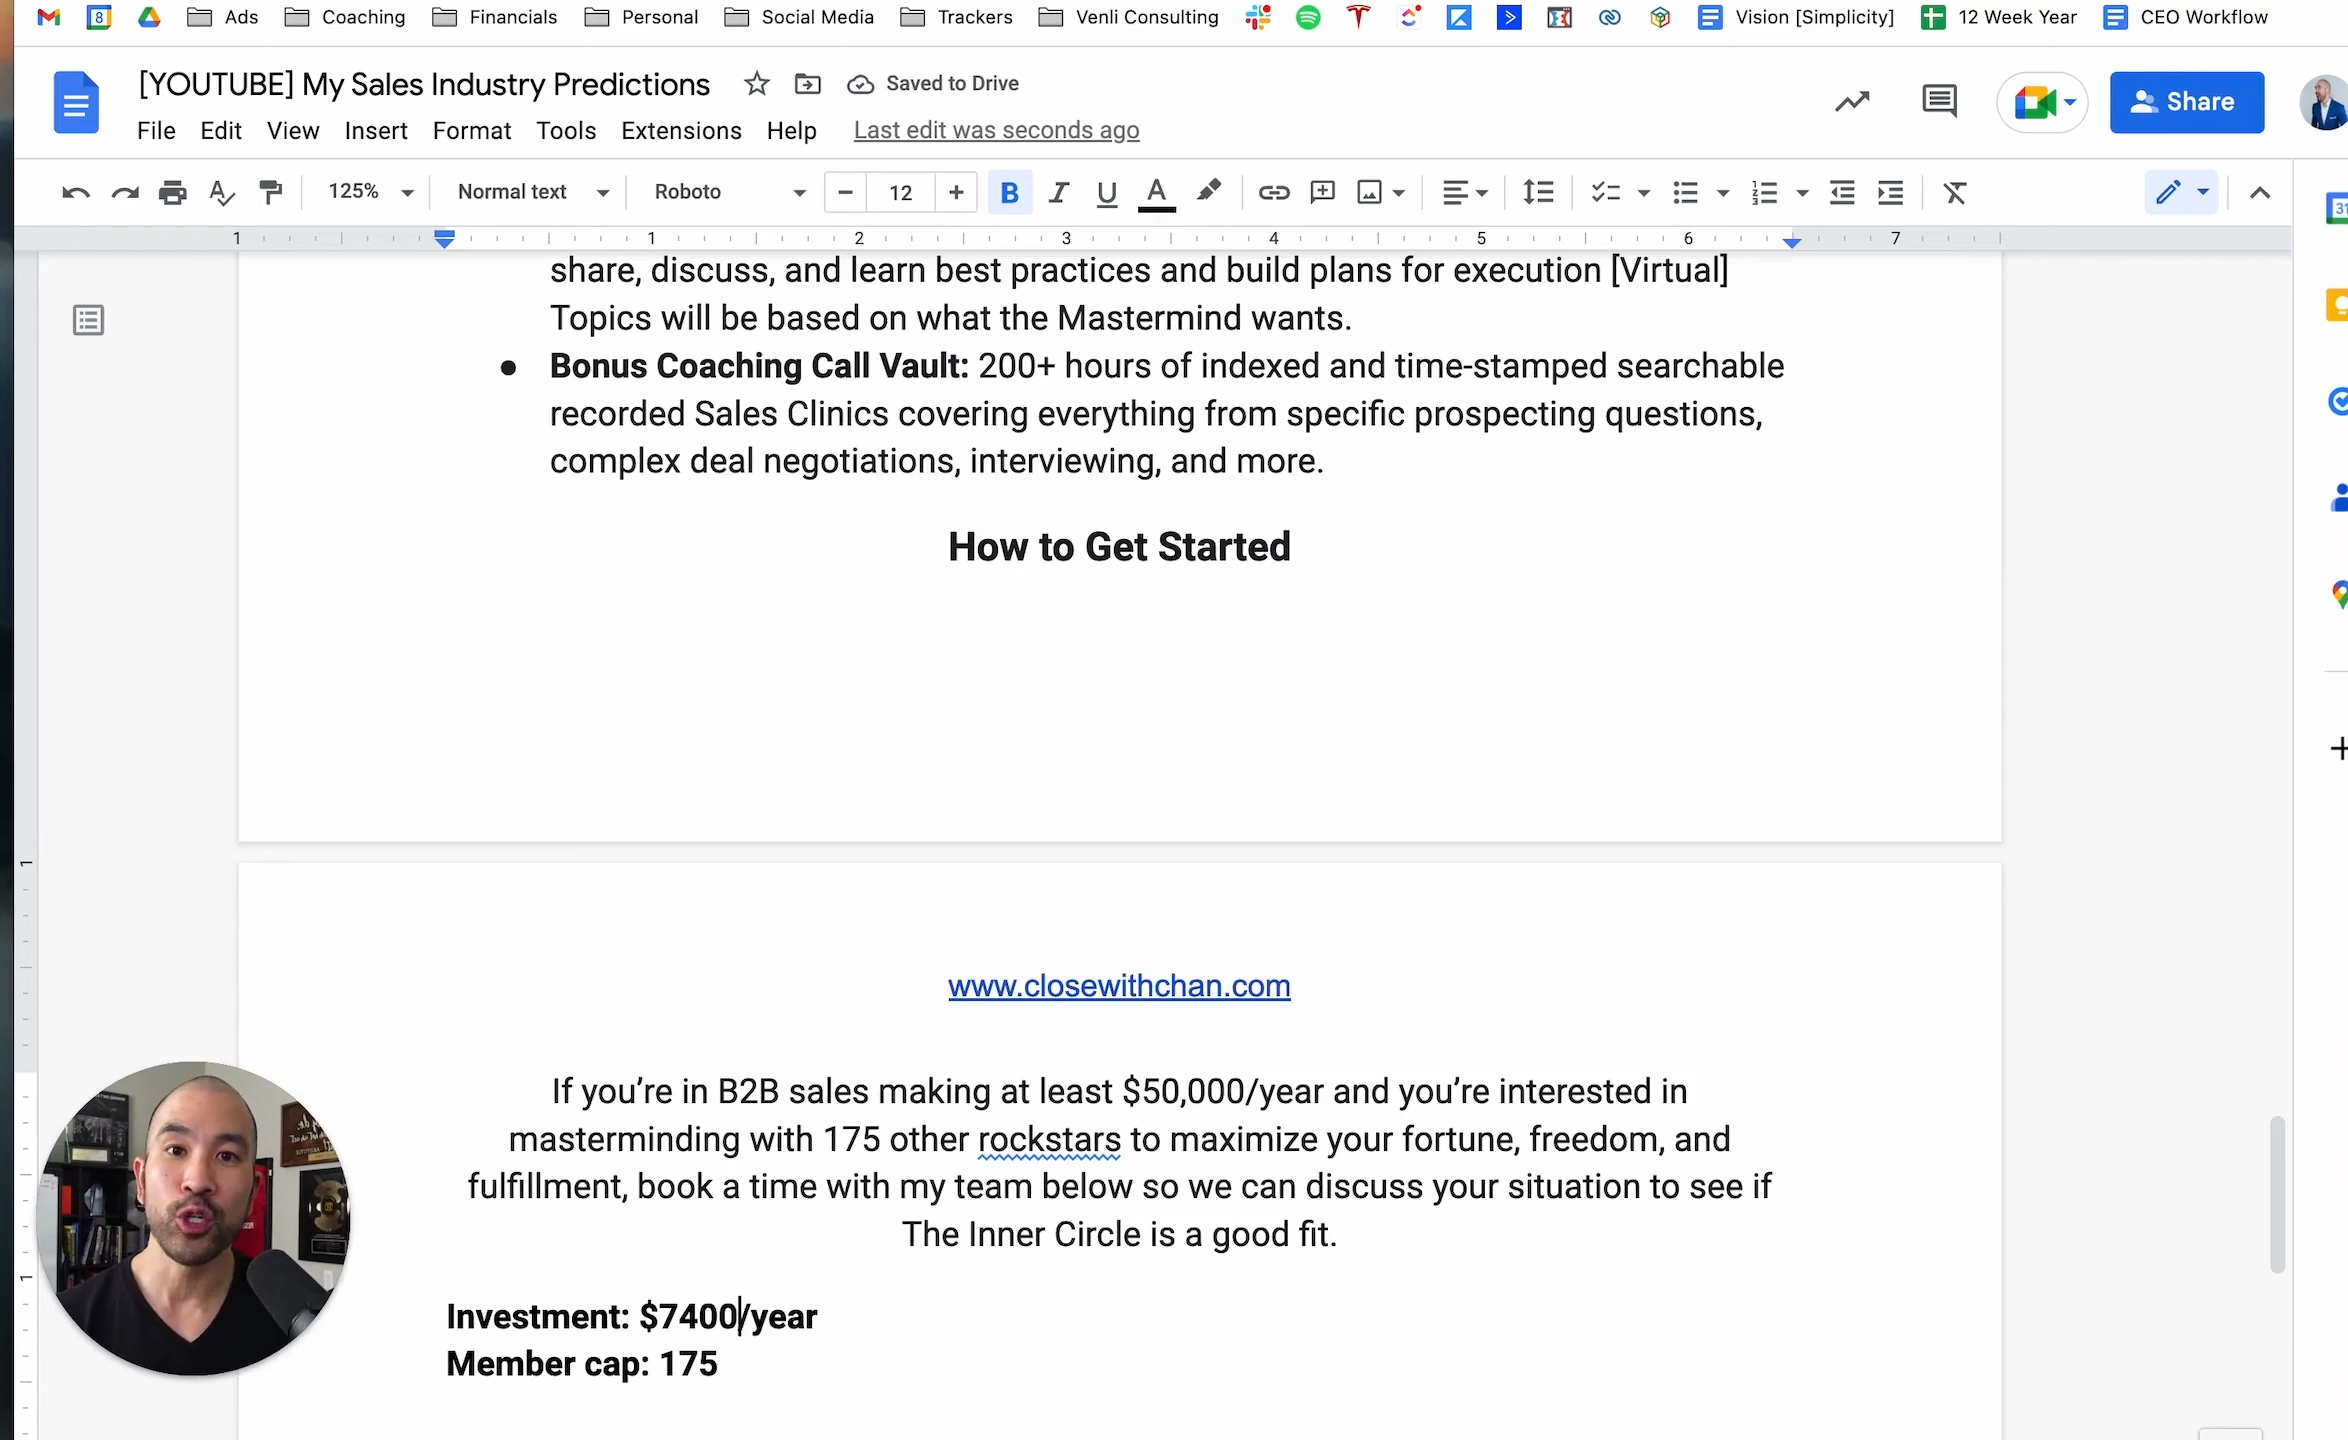 Ads Coaching Financials Personal Social Media Trackers Venli Consulting Vision [Simplicity] 12 Week Year CEO Workflow
[YOUTUBE] My Sales Industry Predictions Saved to Drive
Share
File Edit View Insert Format Tools Extensions Help Last edit was seconds ago
125% Normal text Roboto 12 B I U A
1 1 2 3 4 5 6 7
share, discuss, and learn best practices and build plans for execution [Virtual]
Topics will be based on what the Mastermind wants.
● Bonus Coaching Call Vault: 200+ hours of indexed and time-stamped searchable
recorded Sales Clinics covering everything from specific prospecting questions,
complex deal negotiations, interviewing, and more.
How to Get Started
www.closewithchan.com
If you’re in B2B sales making at least $50,000/year and you’re interested in
masterminding with 175 other rockstars to maximize your fortune, freedom, and
fulfillment, book a time with my team below so we can discuss your situation to see if
The Inner Circle is a good fit.
Investment: $7400/year
Member cap: 175